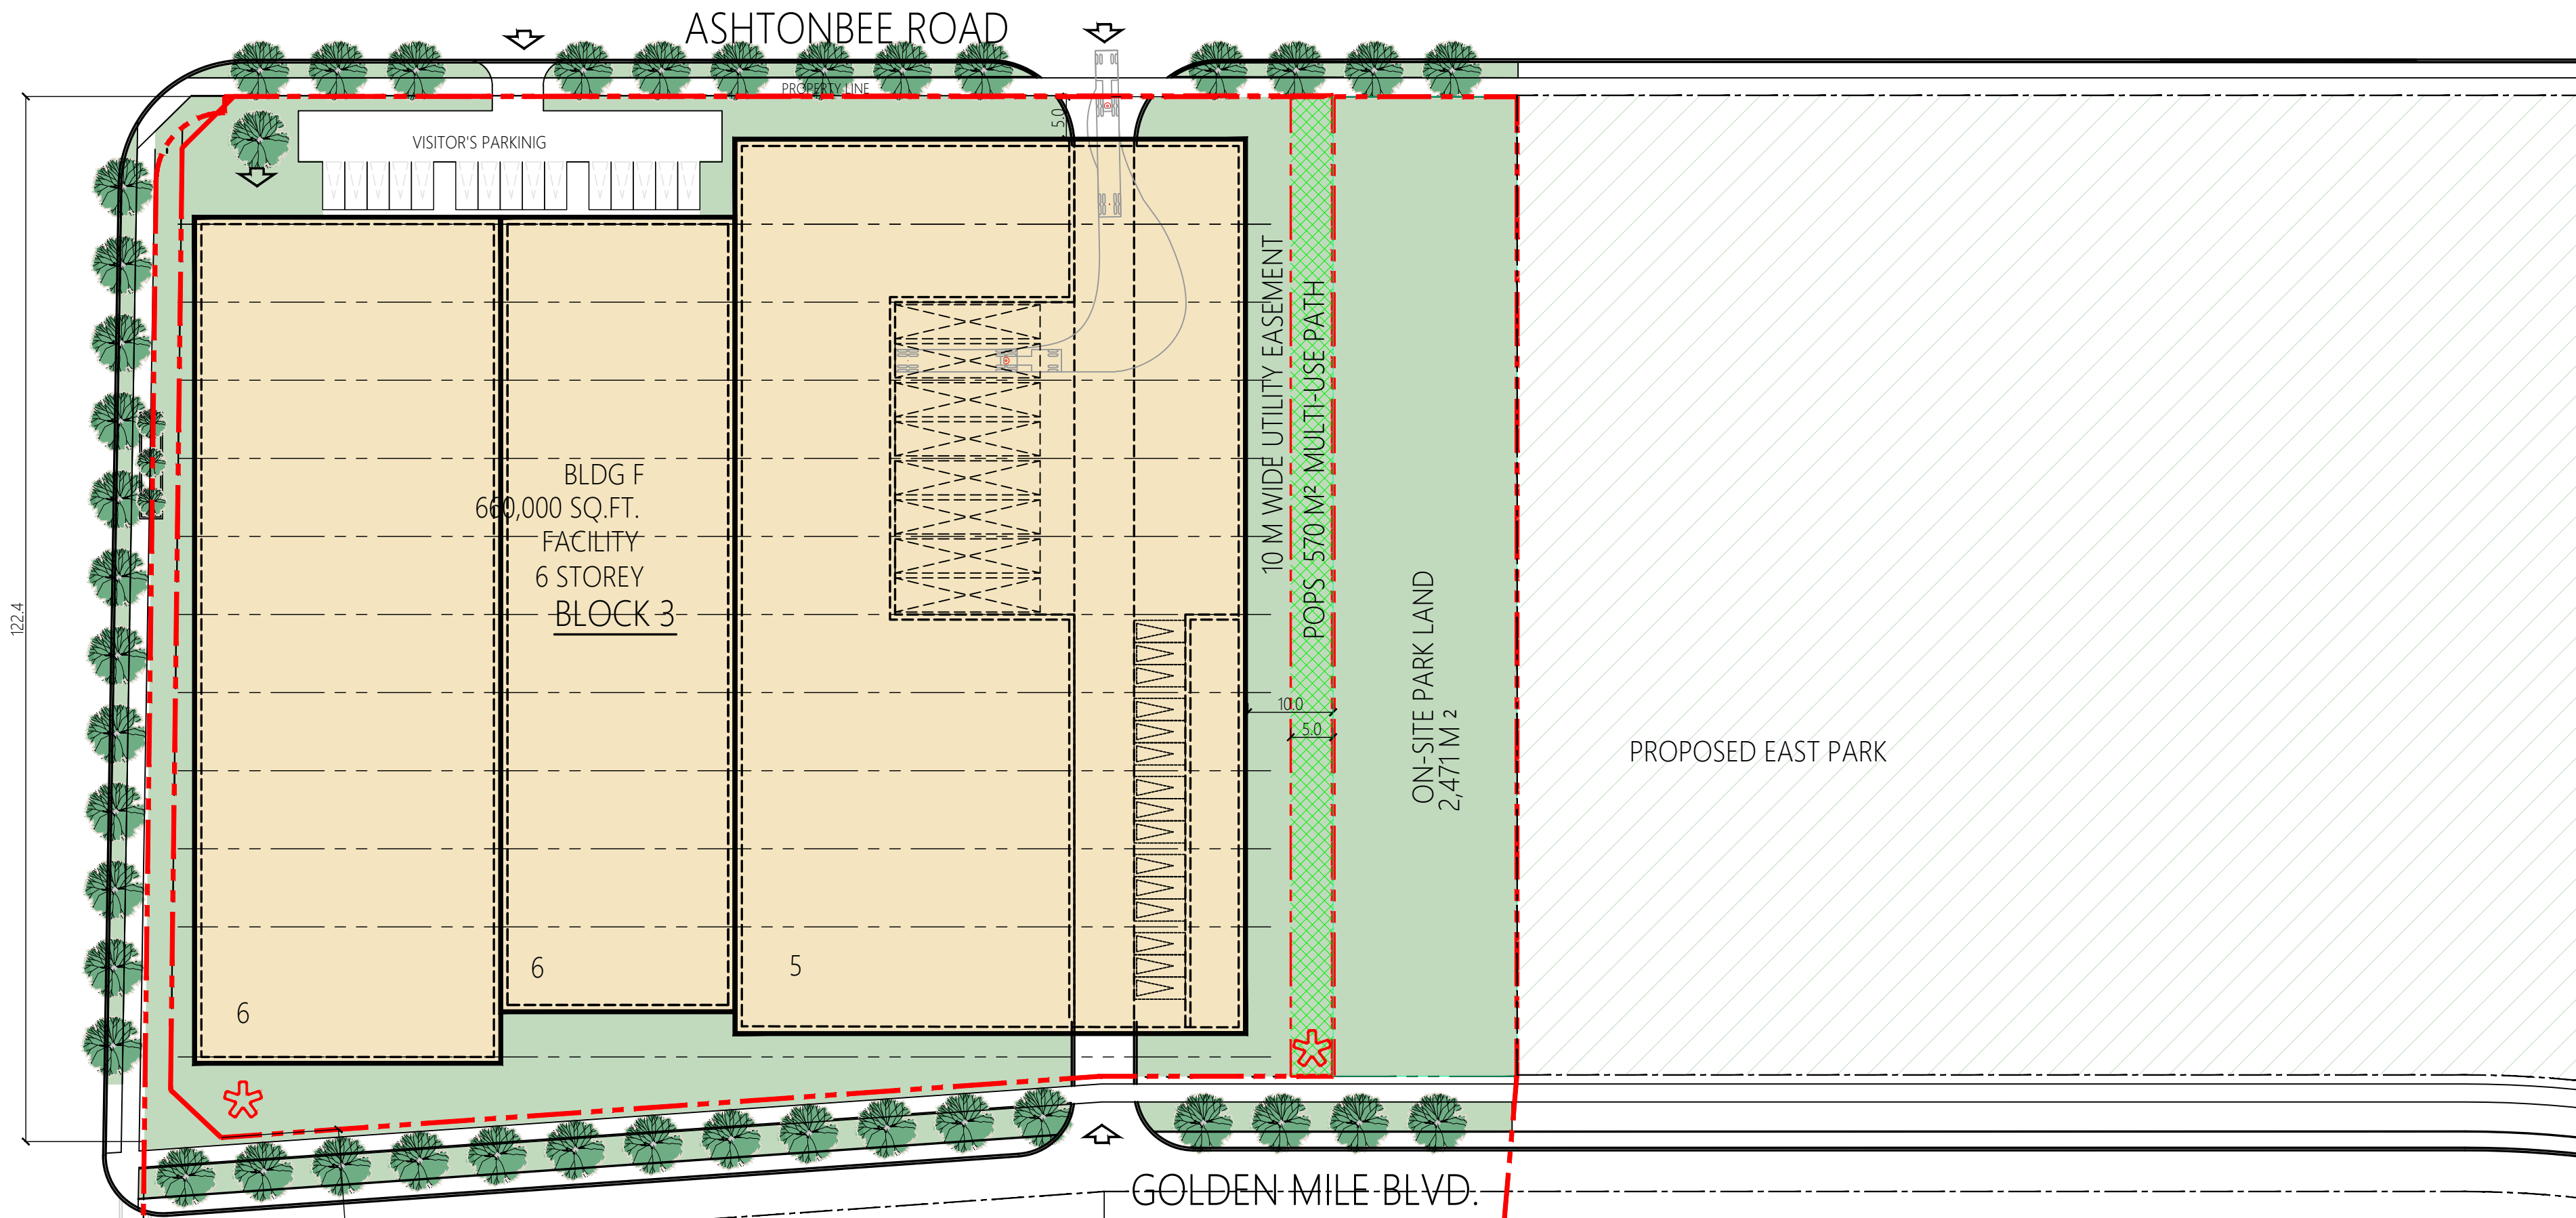 ASHTONBEE ROAD
PROPERTY LINE
5.0
VISITOR'S PARKINIG
10 M WIDE UTILITY EASEMENT
POPS 570 M² MULTI-USE PATH
BLDG F
660,000 SQ.FT.
FACILITY
6 STOREY
BLOCK 3
122.4
ON-SITE PARK LAND
2,471 M ²
10.0
5.0
PROPOSED EAST PARK
6
6
5
GOLDEN MILE BLVD.